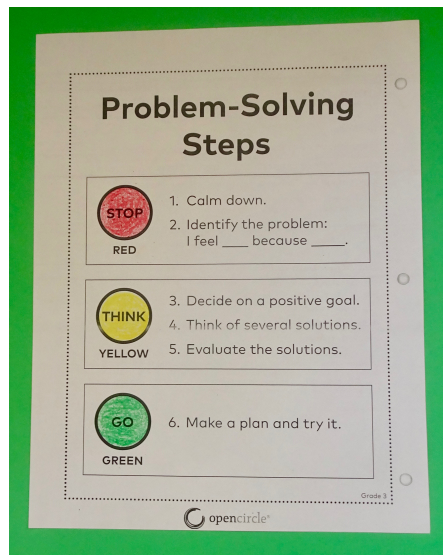 Problem-Solving
Steps
STOP
RED
1. Calm down.
2. Identify the problem:
I feel ___ because ____.
THINK
YELLOW
3. Decide on a positive goal.
4. Think of several solutions.
5. Evaluate the solutions.
GO
GREEN
6. Make a plan and try it.
Grade 3
opencircle